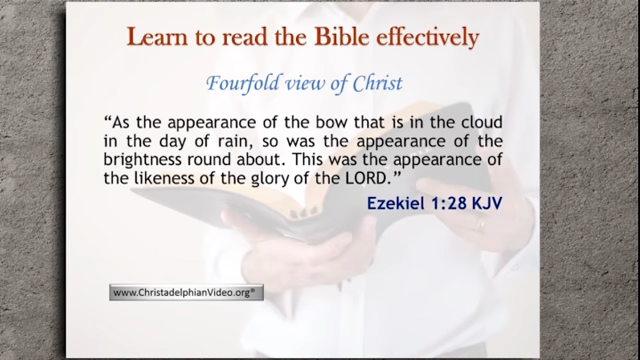 Learn to read the Bible effectively
Fourfold view of Christ
“As the appearance of the bow that is in the cloud
in the day of rain, so was the appearance of the
brightness round about. This was the appearance of
the likeness of the glory of the LORD.”
Ezekiel 1:28 KJV
www.ChristadelphianVideo.org®